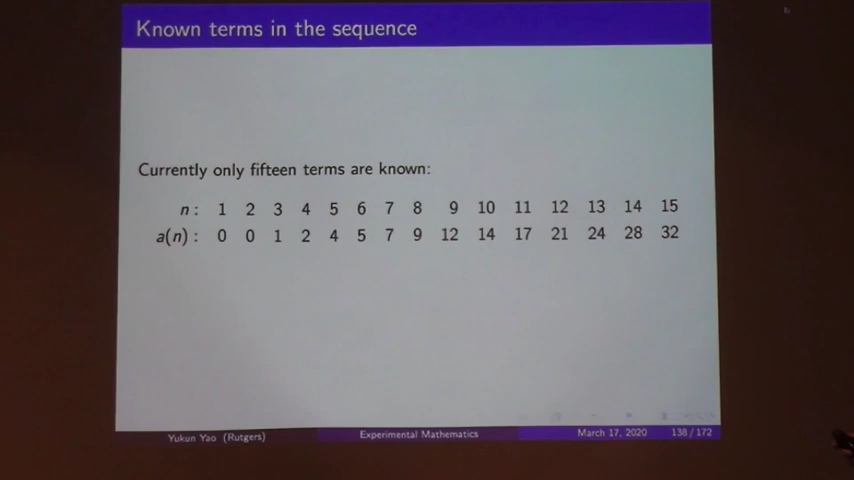 Known terms in the sequence
Currently only fifteen terms are known:
n: 1 2 3 4 5 6 7 8 9 10 11 12 13 14 15
a(n): 0 0 1 2 4 5 7 9 12 14 17 21 24 28 32
Yukun Yao (Rutgers) Experimental Mathematics March 17, 2020 138 / 172